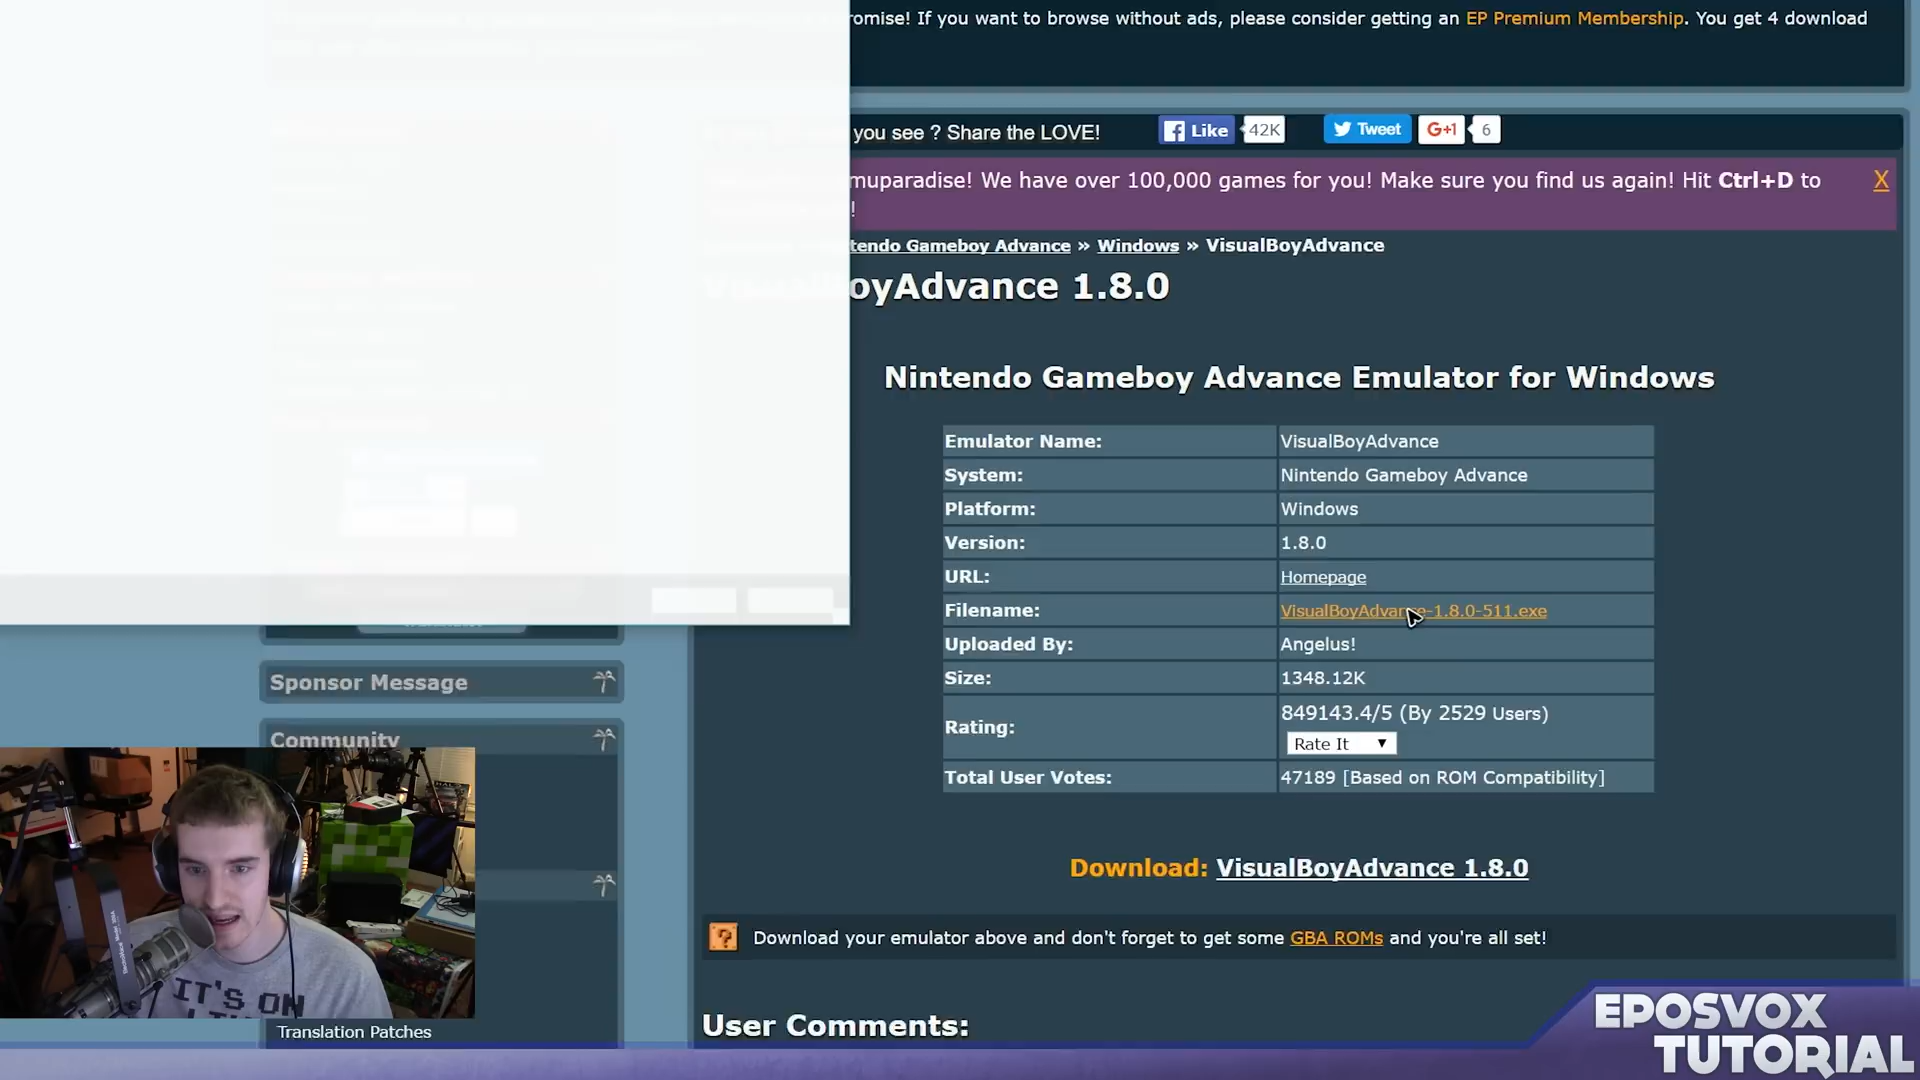 romise! If you want to browse without ads, please consider getting an EP Premium Membership. You get 4 download
you see ? Share the LOVE!
Like
42K
Tweet
G+1
6
muparadise! We have over 100,000 games for you! Make sure you find us again! Hit Ctrl+D to
!
X
tendo Gameboy Advance » Windows » VisualBoyAdvance
oyAdvance 1.8.0
Nintendo Gameboy Advance Emulator for Windows
Emulator Name: VisualBoyAdvance
System: Nintendo Gameboy Advance
Platform: Windows
Version: 1.8.0
URL: Homepage
Filename: VisualBoyAdvance-1.8.0-511.exe
Uploaded By: Angelus!
Size: 1348.12K
Rating: 849143.4/5 (By 2529 Users)
Rate It
Total User Votes: 47189 [Based on ROM Compatibility]
Download: VisualBoyAdvance 1.8.0
Download your emulator above and don't forget to get some GBA ROMs and you're all set!
User Comments:
Sponsor Message
Community
IT'S ON
Translation Patches
EPOSVOX
TUTORIAL